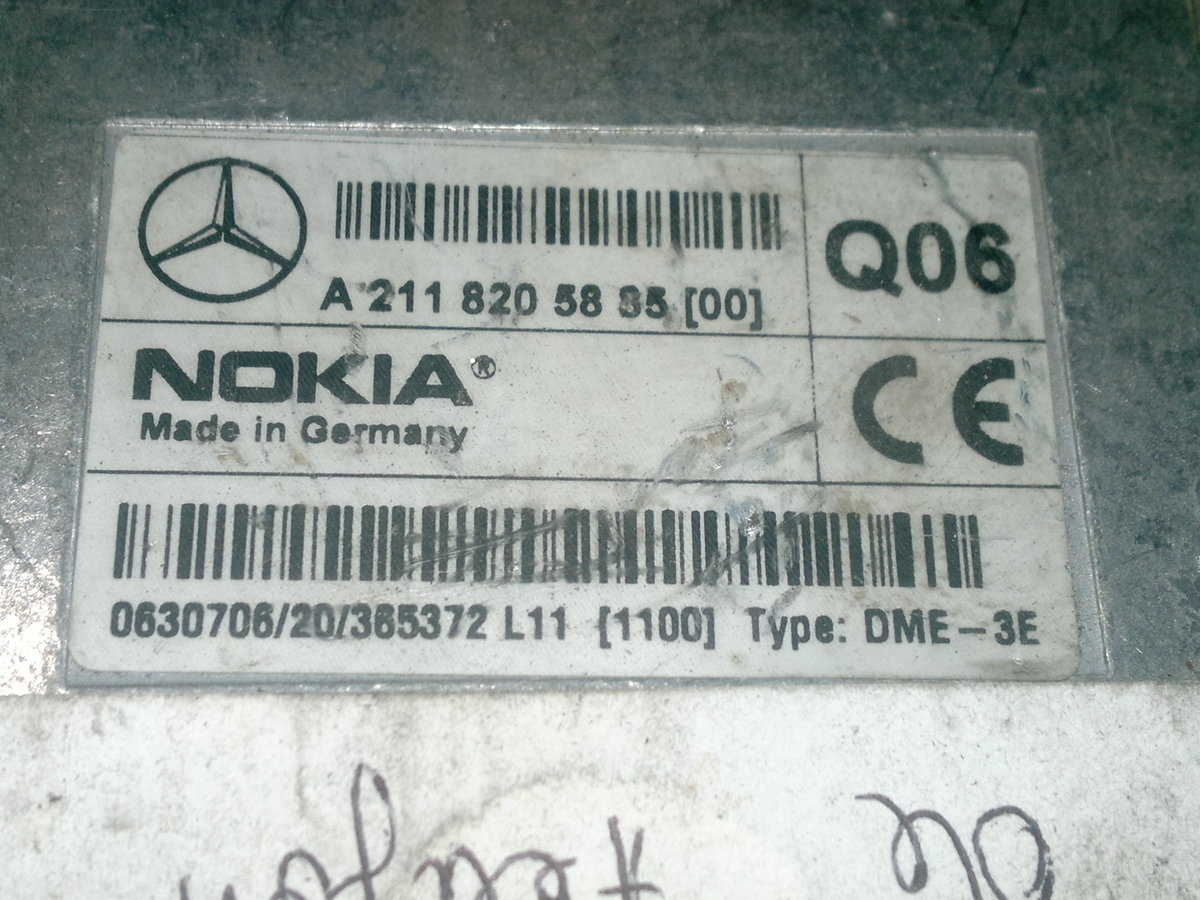 A 211 820 58 85 [00]
Q06
NOKIA®
Made in Germany
CE
0630706/20/365372 L11 [1100] Type: DME-3E